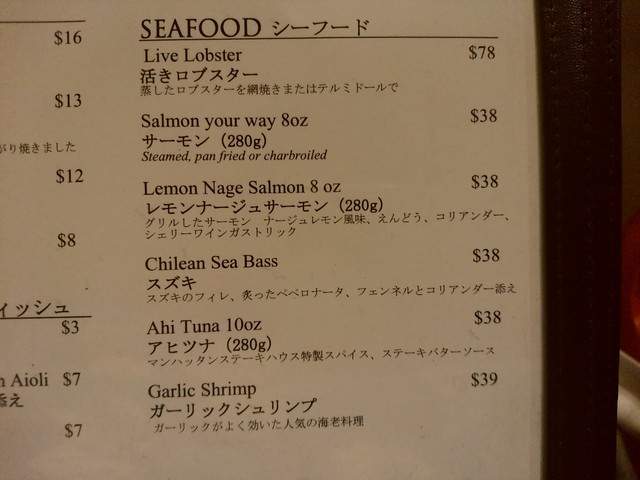 $16
$13
がり焼きました
$12
$8
ィッシュ
$3
n Aioli $7
添え
$7
SEAFOOD シーフード
Live Lobster $78
活きロブスター
蒸したロブスターを網焼きまたはテルミドールで
Salmon your way 8oz $38
サーモン (280g)
Steamed, pan fried or charbroiled
Lemon Nage Salmon 8 oz $38
レモンナージュサーモン (280g)
グリルしたサーモン　ナージュレモン風味、えんどう、コリアンダー、
シェリーワインガストリック
Chilean Sea Bass $38
スズキ
スズキのフィレ、炙ったペペロナータ、フェンネルとコリアンダー添え
Ahi Tuna 10oz $38
アヒツナ (280g)
マンハッタンステーキハウス特製スパイス、ステーキバターソース
Garlic Shrimp $39
ガーリックシュリンプ
ガーリックがよく効いた人気の海老料理